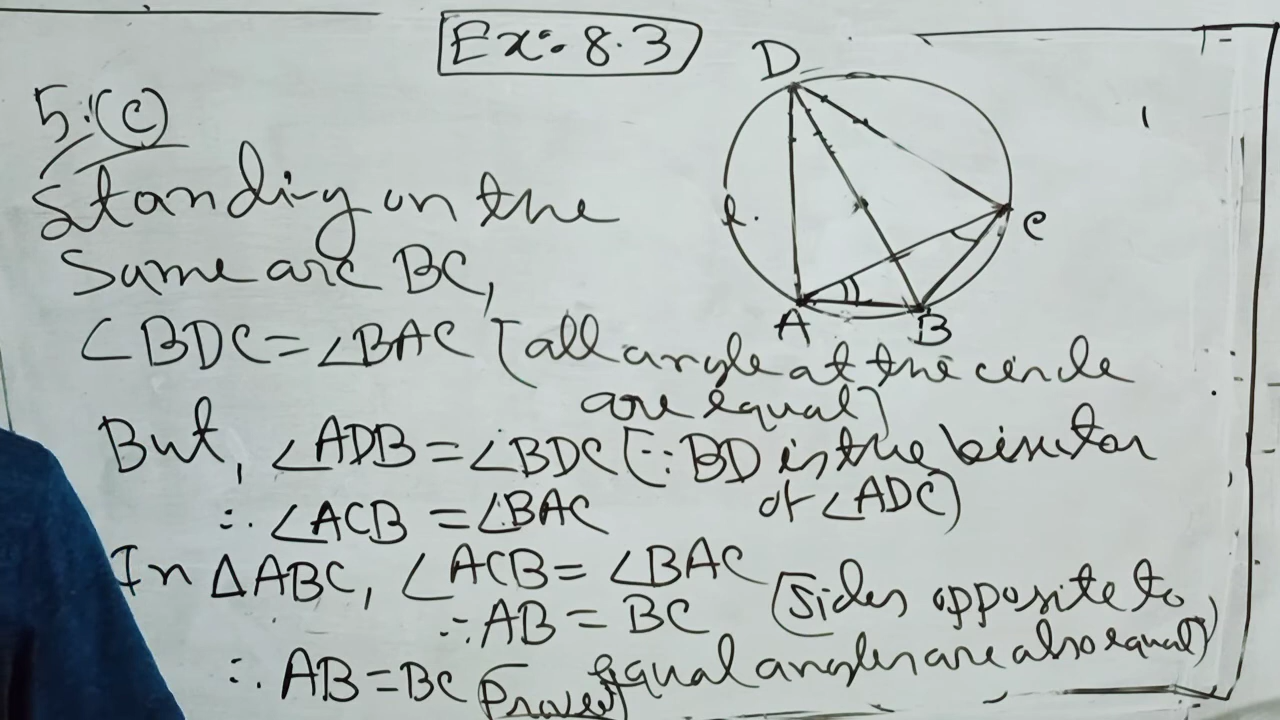 Ex:- 8.3
5.(c)
Standing on the
Same arc BC,
∠BDC = ∠BAC [all angle at the circle
are equal]
But, ∠ADB = ∠BDC (∵ BD is the bisector
of ∠ADC)
∴ ∠ACB = ∠BAC
In ΔABC, ∠ACB = ∠BAC
∴ AB = BC (Sides opposite to
equal angles are also equal)
∴ AB = BC (Proved)
D
C
A
B